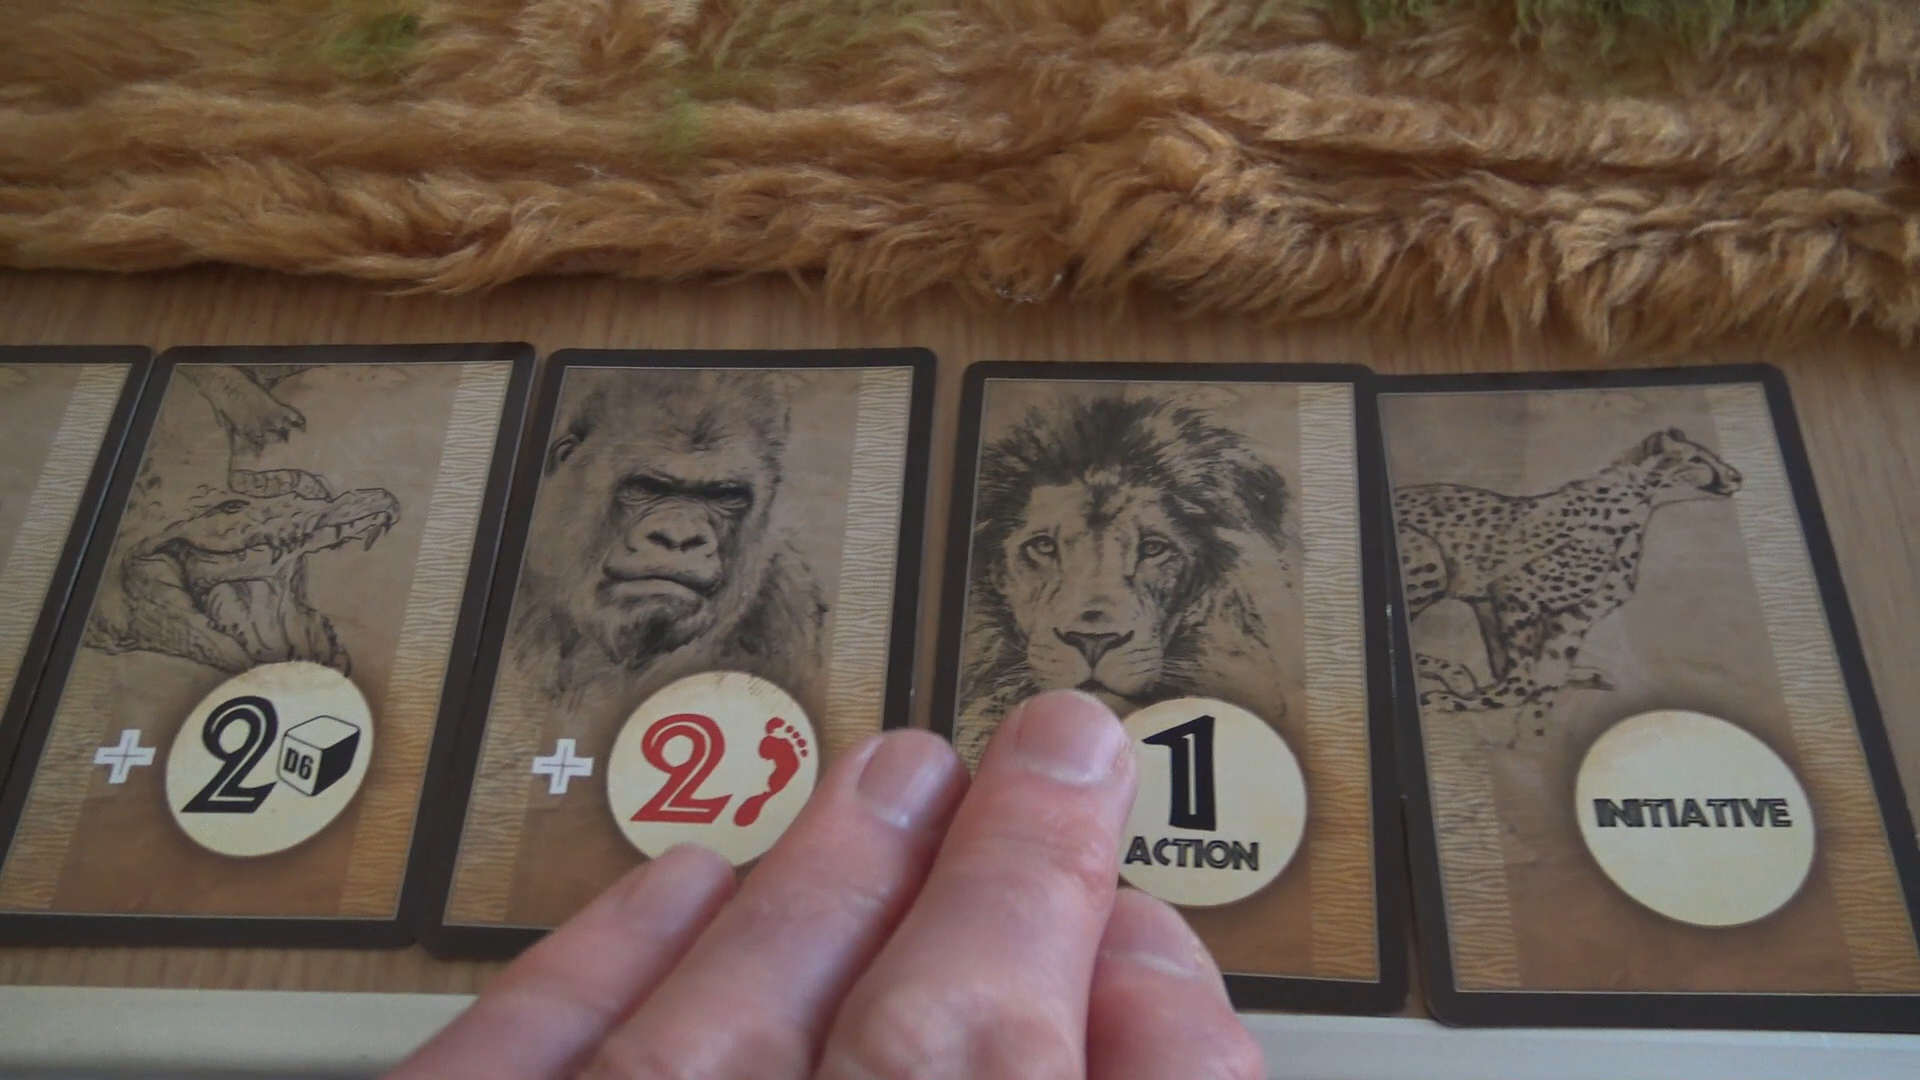 + 2 D6
+ 2
1
ACTION
INITIATIVE